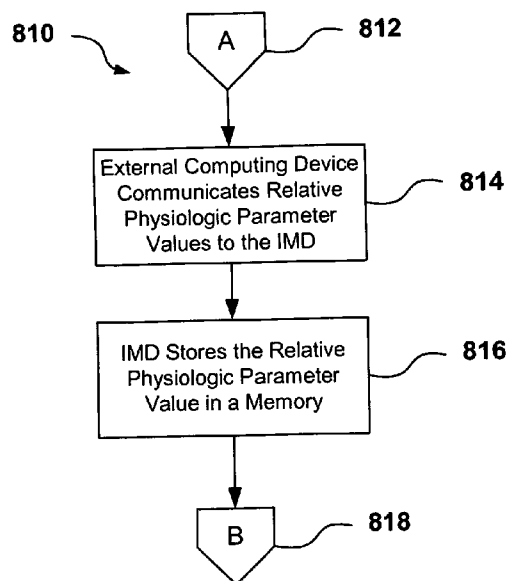 810
A
812
External Computing Device
Communicates Relative
Physiologic Parameter
Values to the IMD
814
IMD Stores the Relative
Physiologic Parameter
Value in a Memory
816
B
818